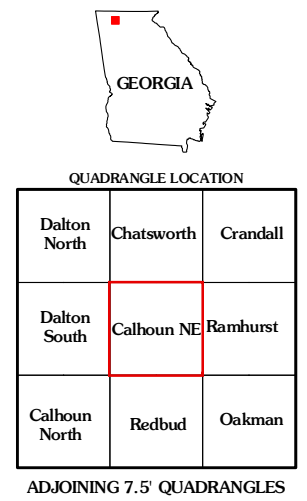 GEORGIA
QUADRANGLE LOCATION
Dalton
North
Chatsworth
Crandall
Dalton
South
Calhoun NE
Ramhurst
Calhoun
North
Redbud
Oakman
ADJOINING 7.5' QUADRANGLES